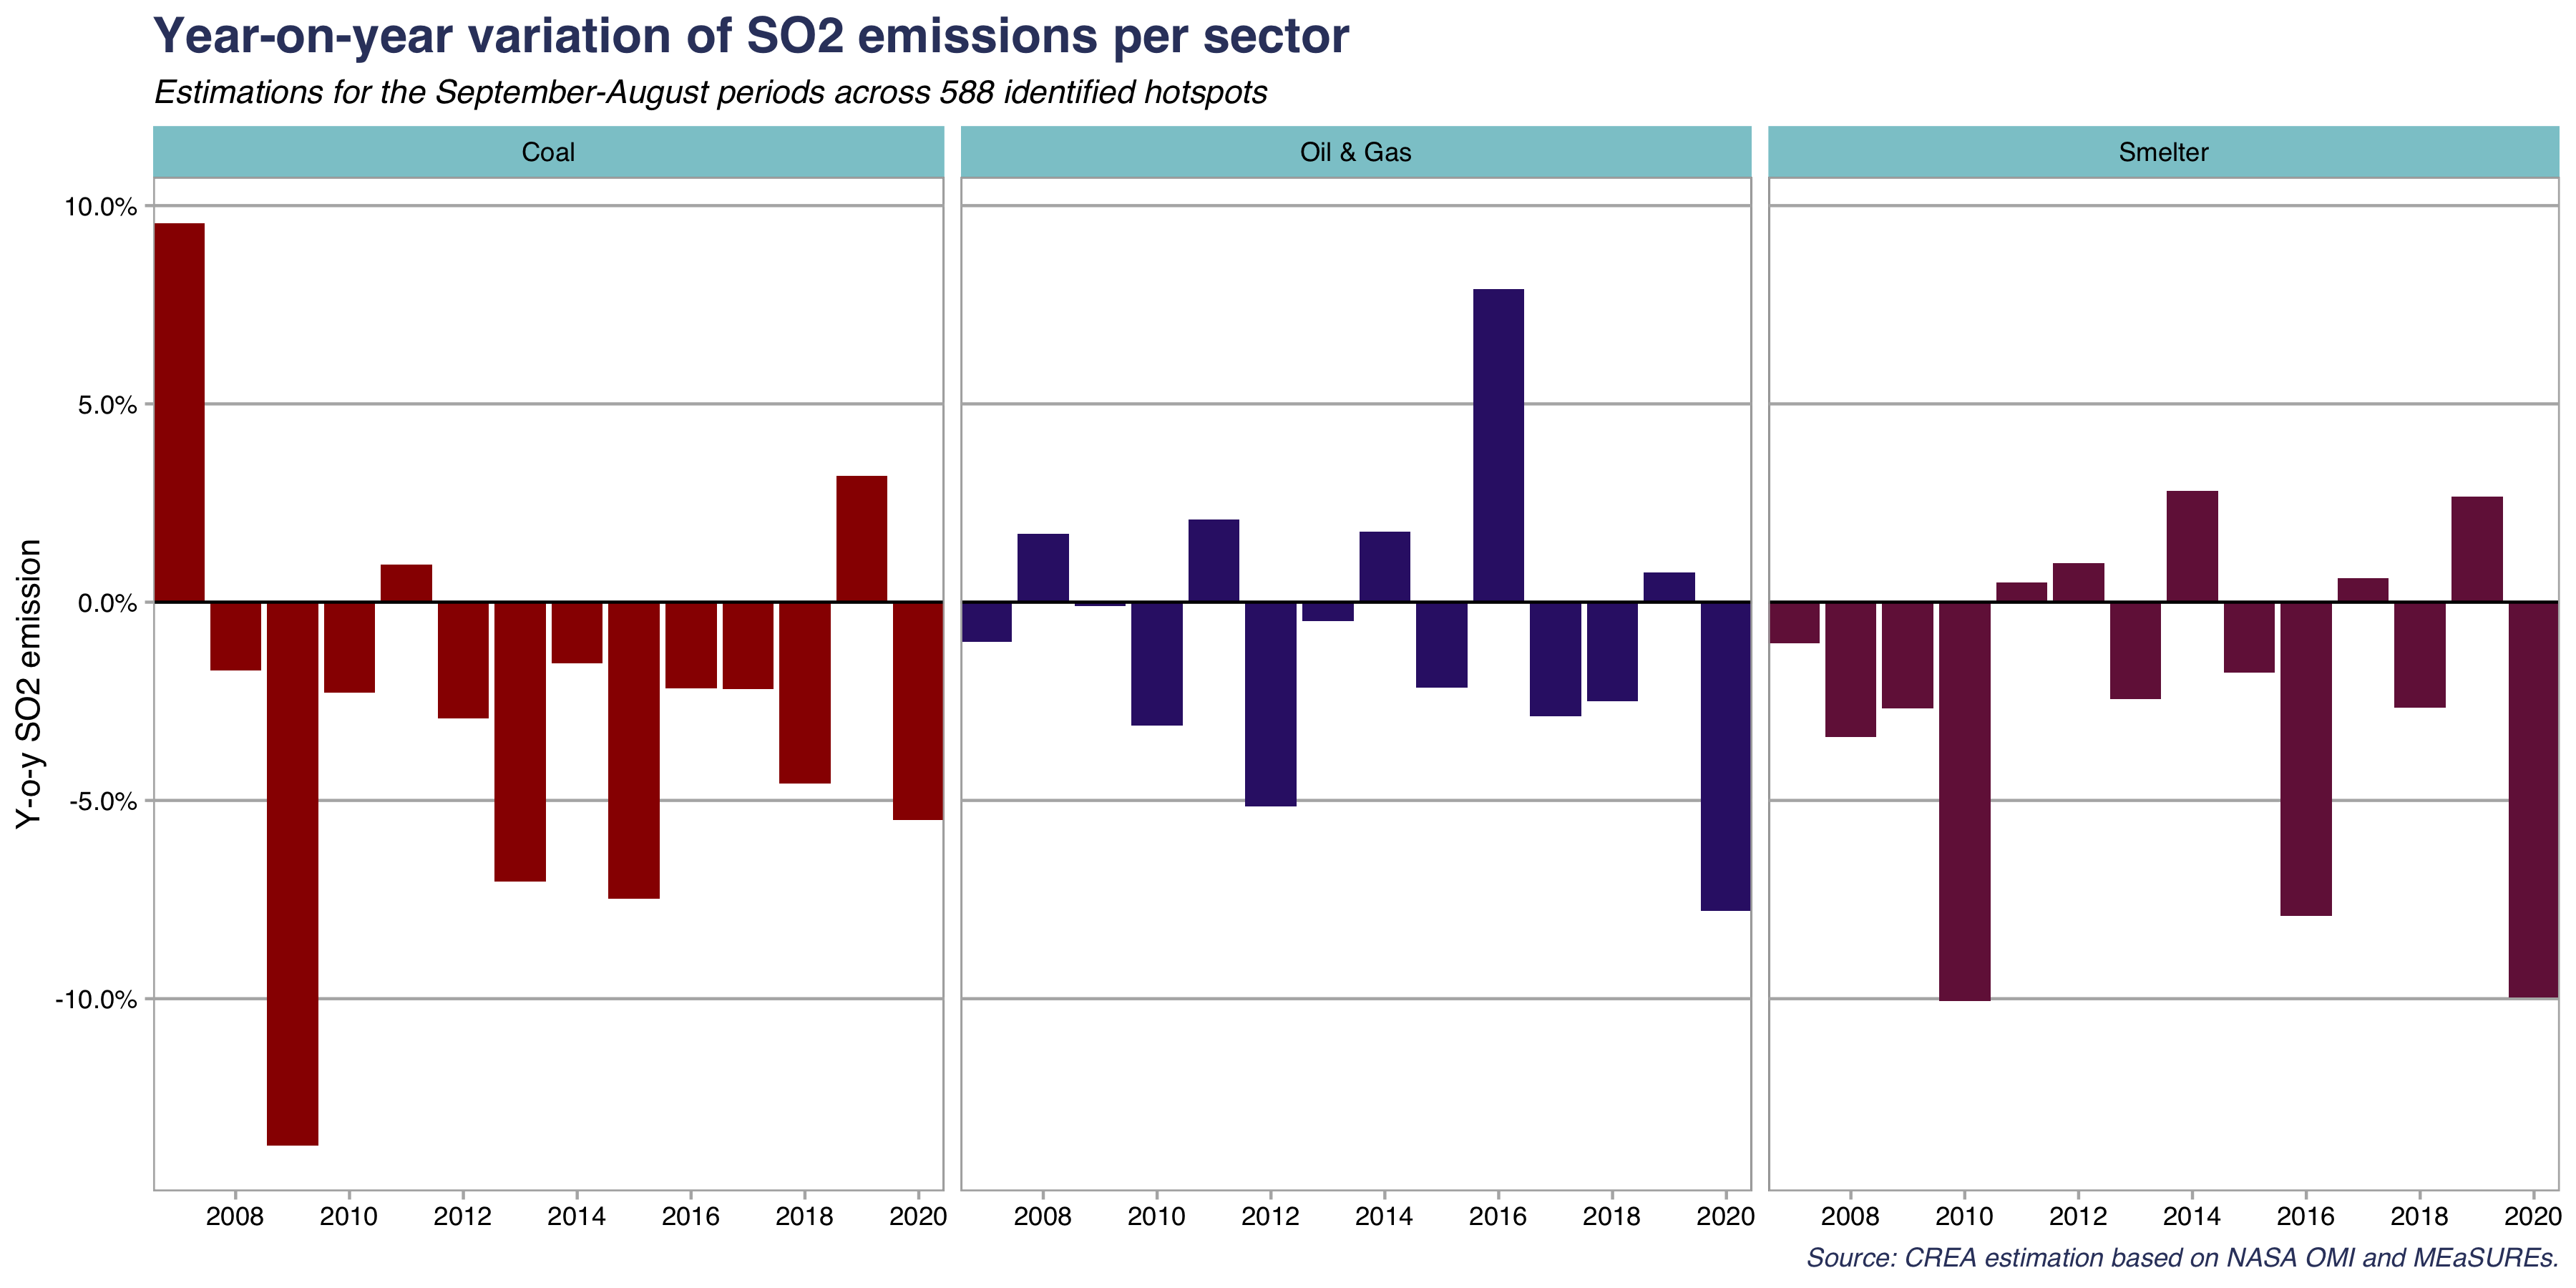 Year-on-year variation of SO2 emissions per sector
Estimations for the September-August periods across 588 identified hotspots
Coal
Oil & Gas
Smelter
Y-o-y SO2 emission
10.0%
5.0%
0.0%
-5.0%
-10.0%
2008 2010 2012 2014 2016 2018 2020
2008 2010 2012 2014 2016 2018 2020
2008 2010 2012 2014 2016 2018 2020
Source: CREA estimation based on NASA OMI and MEaSUREs.